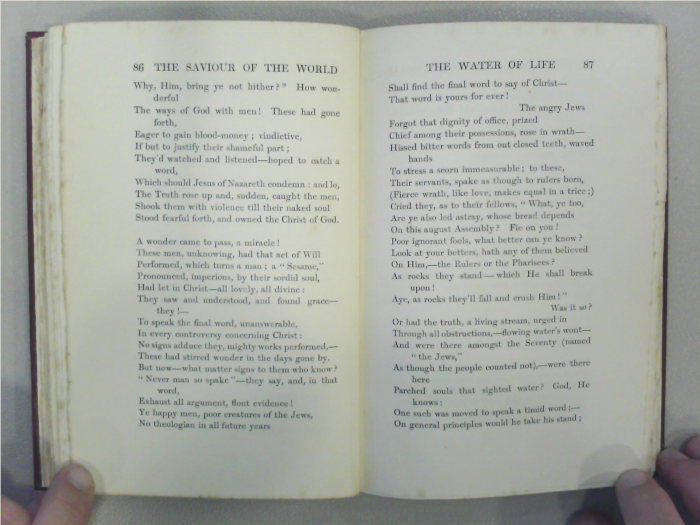 86 THE SAVIOUR OF THE WORLD
Why, Him, bring ye not hither?" How won-
derful
The ways of God with men! These had gone
forth,
Eager to gain blood-money; vindictive,
If but to justify their shameful part;
They'd watched and listened—hoped to catch a
word,
Which should Jesus of Nazareth condemn: and lo,
The Truth rose up and, sudden, caught the men,
Shook them with violence till their naked soul
Stood fearful forth, and owned the Christ of God.
A wonder came to pass, a miracle!
These men, unknowing, had that act of Will
Performed, which turns a man; a "Sesame,"
Pronounced, imperious, by their sordid soul,
Had let in Christ—all lovely, all divine:
They saw and understood, and found grace—
they!—
To speak the final word, unanswerable,
In every controversy concerning Christ:
No signs adduce they, mighty works performed,—
These had stirred wonder in the days gone by.
But now—what matter signs to them who know?
"Never man so spake"—they say, and, in that
word,
Exhaust all argument, flout evidence!
Ye happy men, poor creatures of the Jews,
No theologian in all future years
THE WATER OF LIFE 87
Shall find the final word to say of Christ—
That word is yours for ever!
The angry Jews
Forgot that dignity of office, prized
Chief among their possessions, rose in wrath—
Hissed bitter words from out closed teeth, waved
hands
To stress a scorn immeasurable; to these,
Their servants, spake as though to rulers born,
(Fierce wrath, like love, makes equal in a trice;)
Cried they, as to their fellows, "What, ye too,
Are ye also led astray, whose bread depends
On this august Assembly? Fie on you!
Poor ignorant fools, what better can ye know?
Look at your betters, hath any of them believed
On Him,—the Rulers or the Pharisees?
As rocks they stand—which He shall break
upon!
Aye, as rocks they'll fall and crush Him!"
Was it so?
Or had the truth, a living stream, urged in
Through all obstructions,—flowing water's wont—
And were there amongst the Seventy (named
"the Jews,"
As though the people counted not),—were there
here
Parched souls that sighted water? God, He
knows:
One such was moved to speak a timid word;—
On general principles would he take his stand;